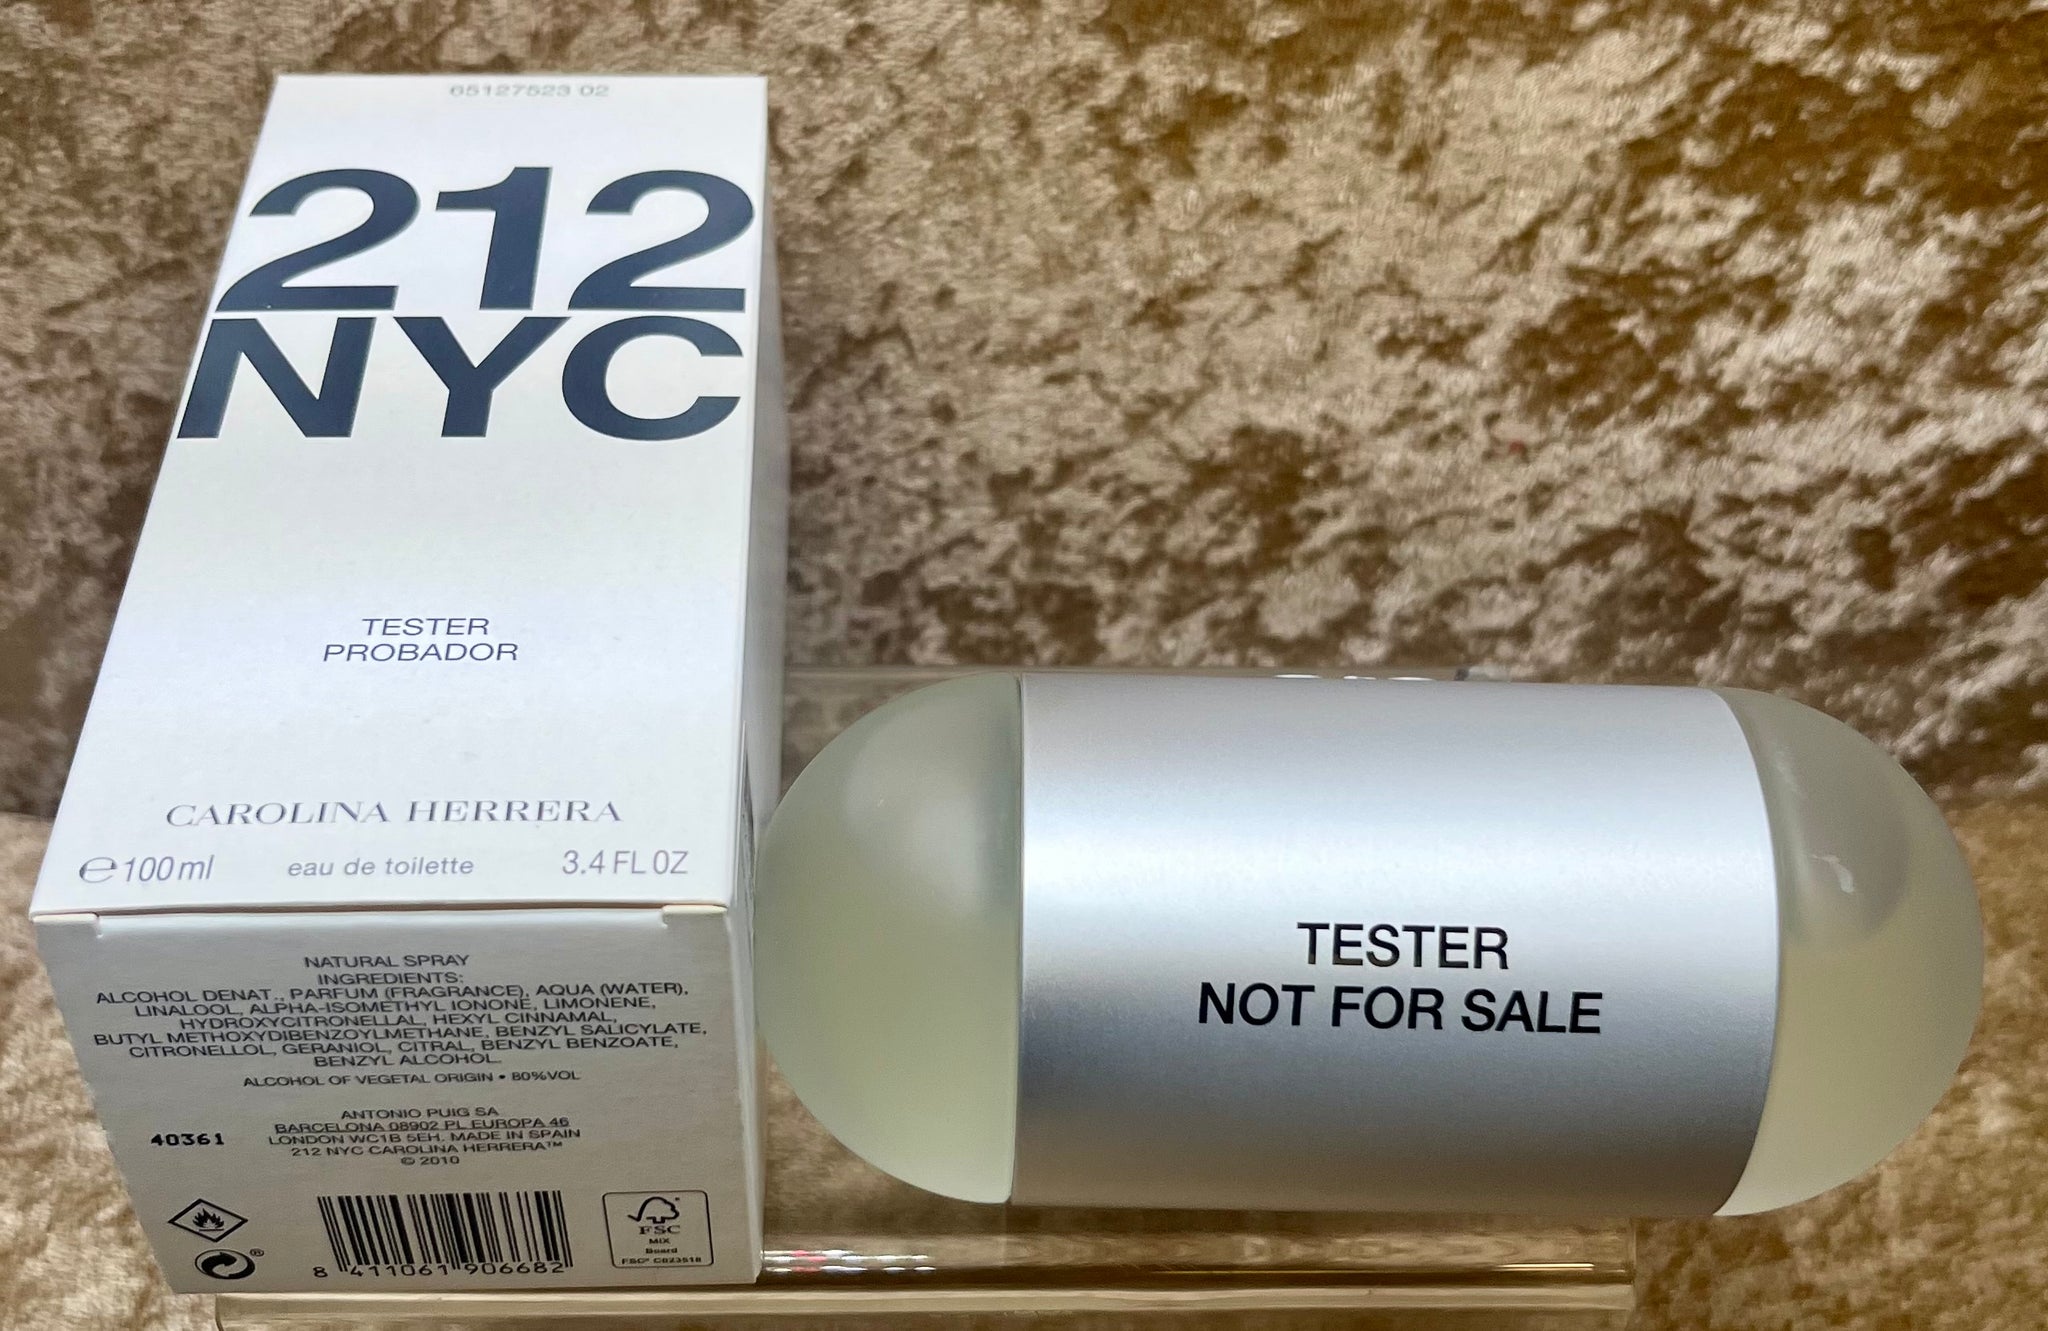 65127523 02
212
NYC
TESTER
PROBADOR
CAROLINA HERRERA
℮100ml eau de toilette 3.4 FL OZ
NATURAL SPRAY
INGREDIENTS:
ALCOHOL DENAT., PARFUM (FRAGRANCE), AQUA (WATER),
LINALOOL, ALPHA-ISOMETHYL IONONE, LIMONENE,
HYDROXYCITRONELLAL, HEXYL CINNAMAL,
BUTYL METHOXYDIBENZOYLMETHANE, BENZYL SALICYLATE,
CITRONELLOL, GERANIOL, CITRAL, BENZYL BENZOATE,
BENZYL ALCOHOL.
ALCOHOL OF VEGETAL ORIGIN • 80%VOL
ANTONIO PUIG SA
BARCELONA 08902 PL EUROPA 46
LONDON WC1B 5EH. MADE IN SPAIN
212 NYC CAROLINA HERRERA™
© 2010
40361
8 411061 906682
®
FSC
MIX
Board
FSC® C023518
TESTER
NOT FOR SALE